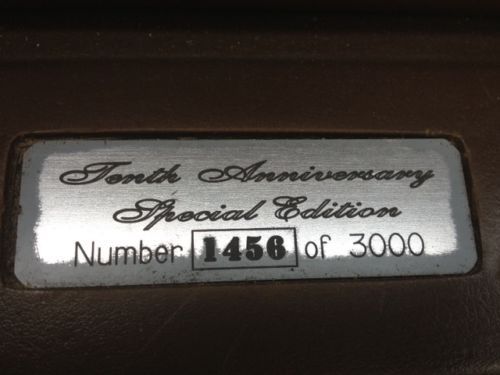 Tenth Anniversary
Special Edition
Number 1456 of 3000